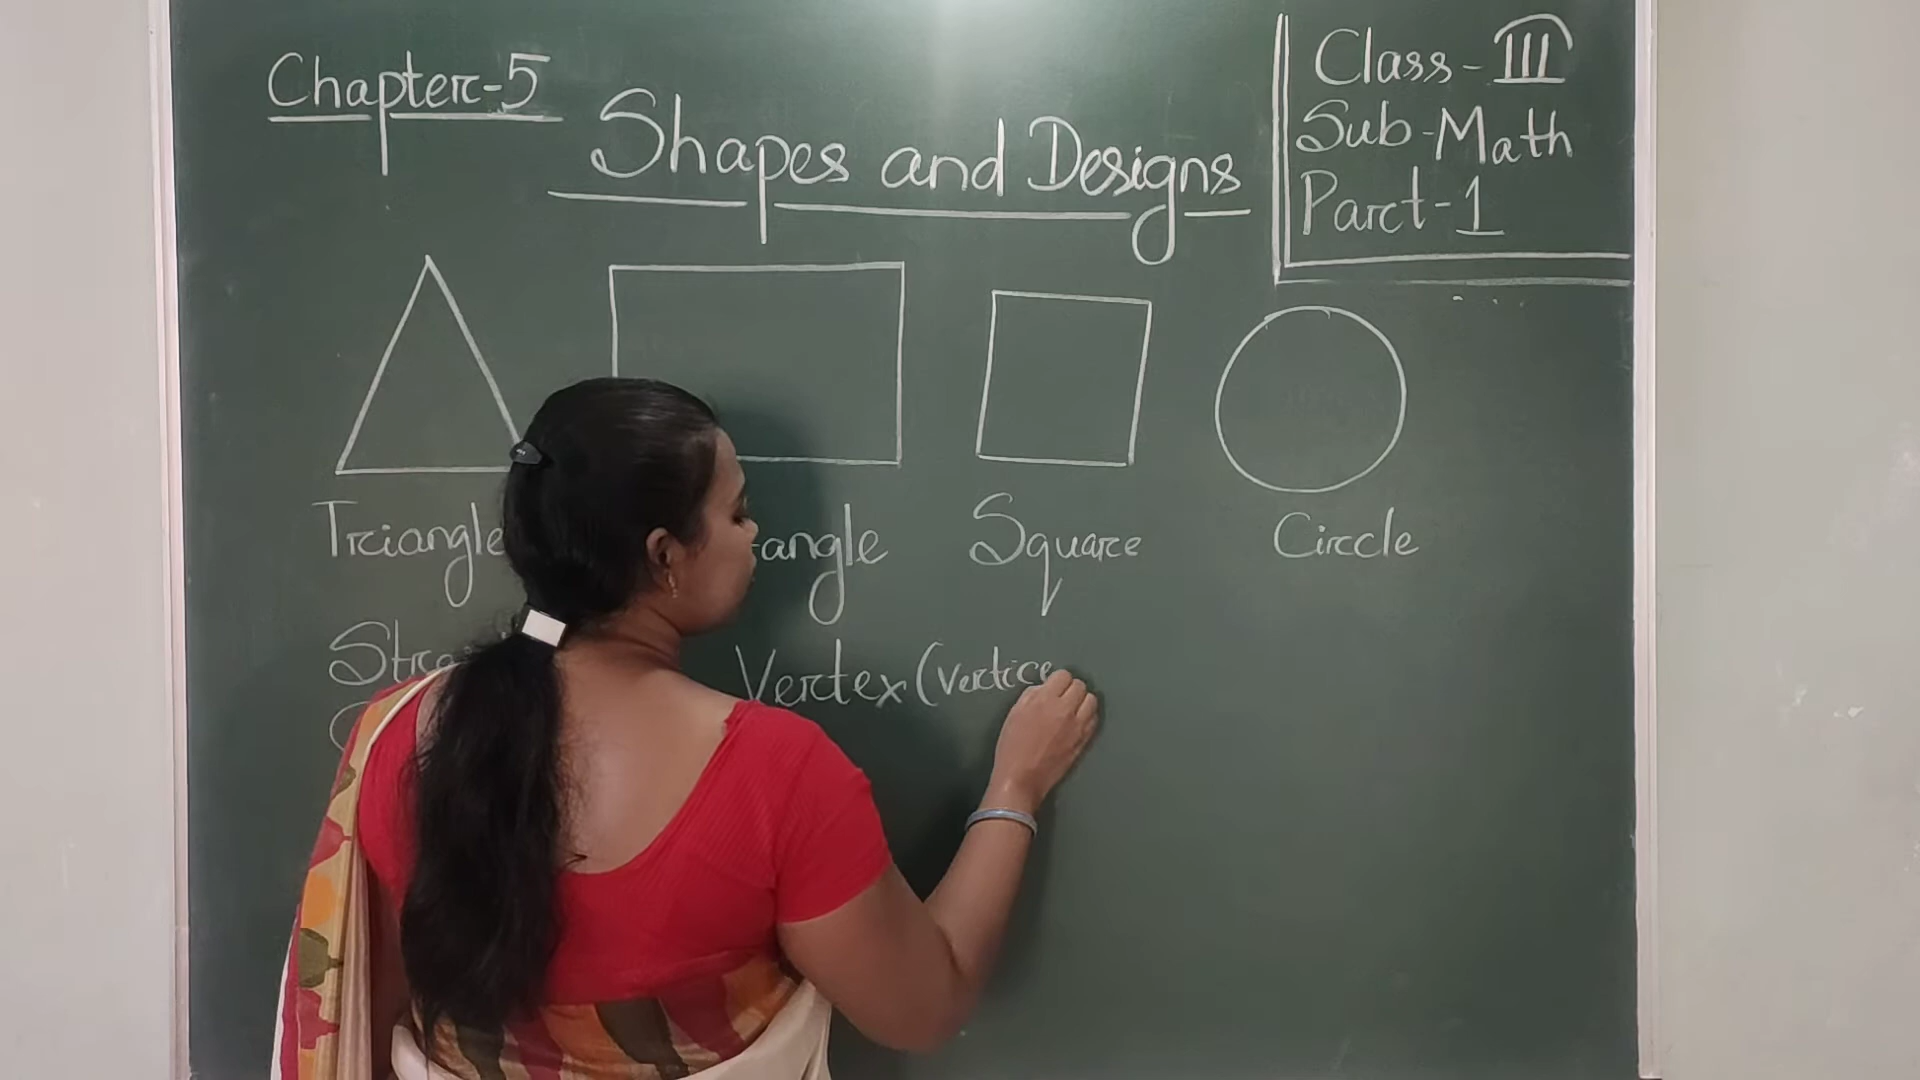 Chapter-5
Shapes and Designs
Class-III
Sub-Math
Part-1
Triangle
angle
Square
Circle
Vertex (vertice